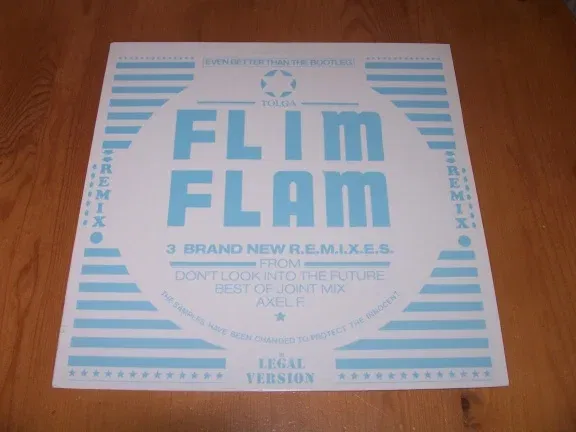 EVEN BETTER THAN THE BOOTLEG!
TOLGA
FLIM
FLAM
REMIX
REMIX
3 BRAND NEW R.E.M.I.X.E.S.
FROM
DON'T LOOK INTO THE FUTURE
BEST OF JOINT MIX
AXEL F.
THE SAMPLES HAVE BEEN CHANGED TO PROTECT THE INNOCENT
LEGAL
VERSION